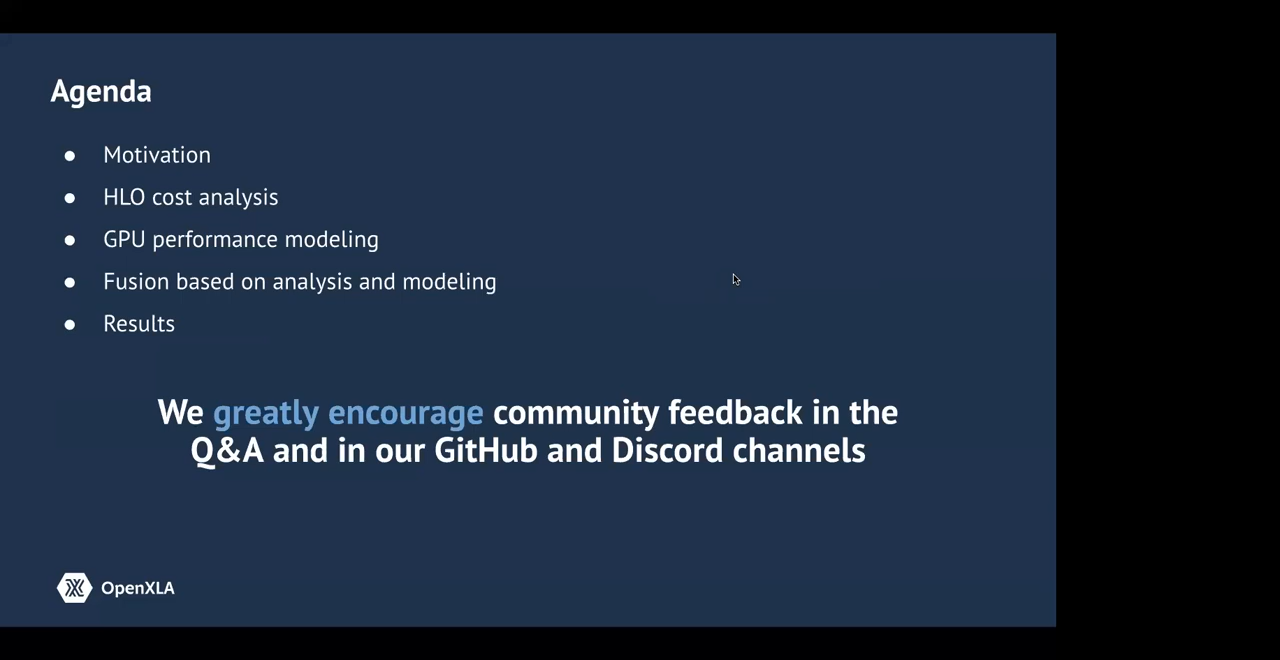 Agenda
● Motivation
● HLO cost analysis
● GPU performance modeling
● Fusion based on analysis and modeling
● Results
We greatly encourage community feedback in the
Q&A and in our GitHub and Discord channels
OpenXLA